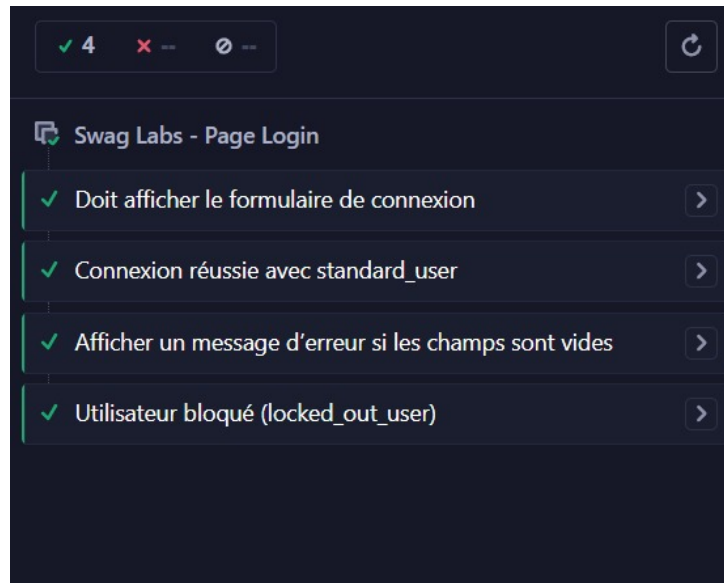 4 -- --
Swag Labs - Page Login
Doit afficher le formulaire de connexion
Connexion réussie avec standard_user
Afficher un message d’erreur si les champs sont vides
Utilisateur bloqué (locked_out_user)